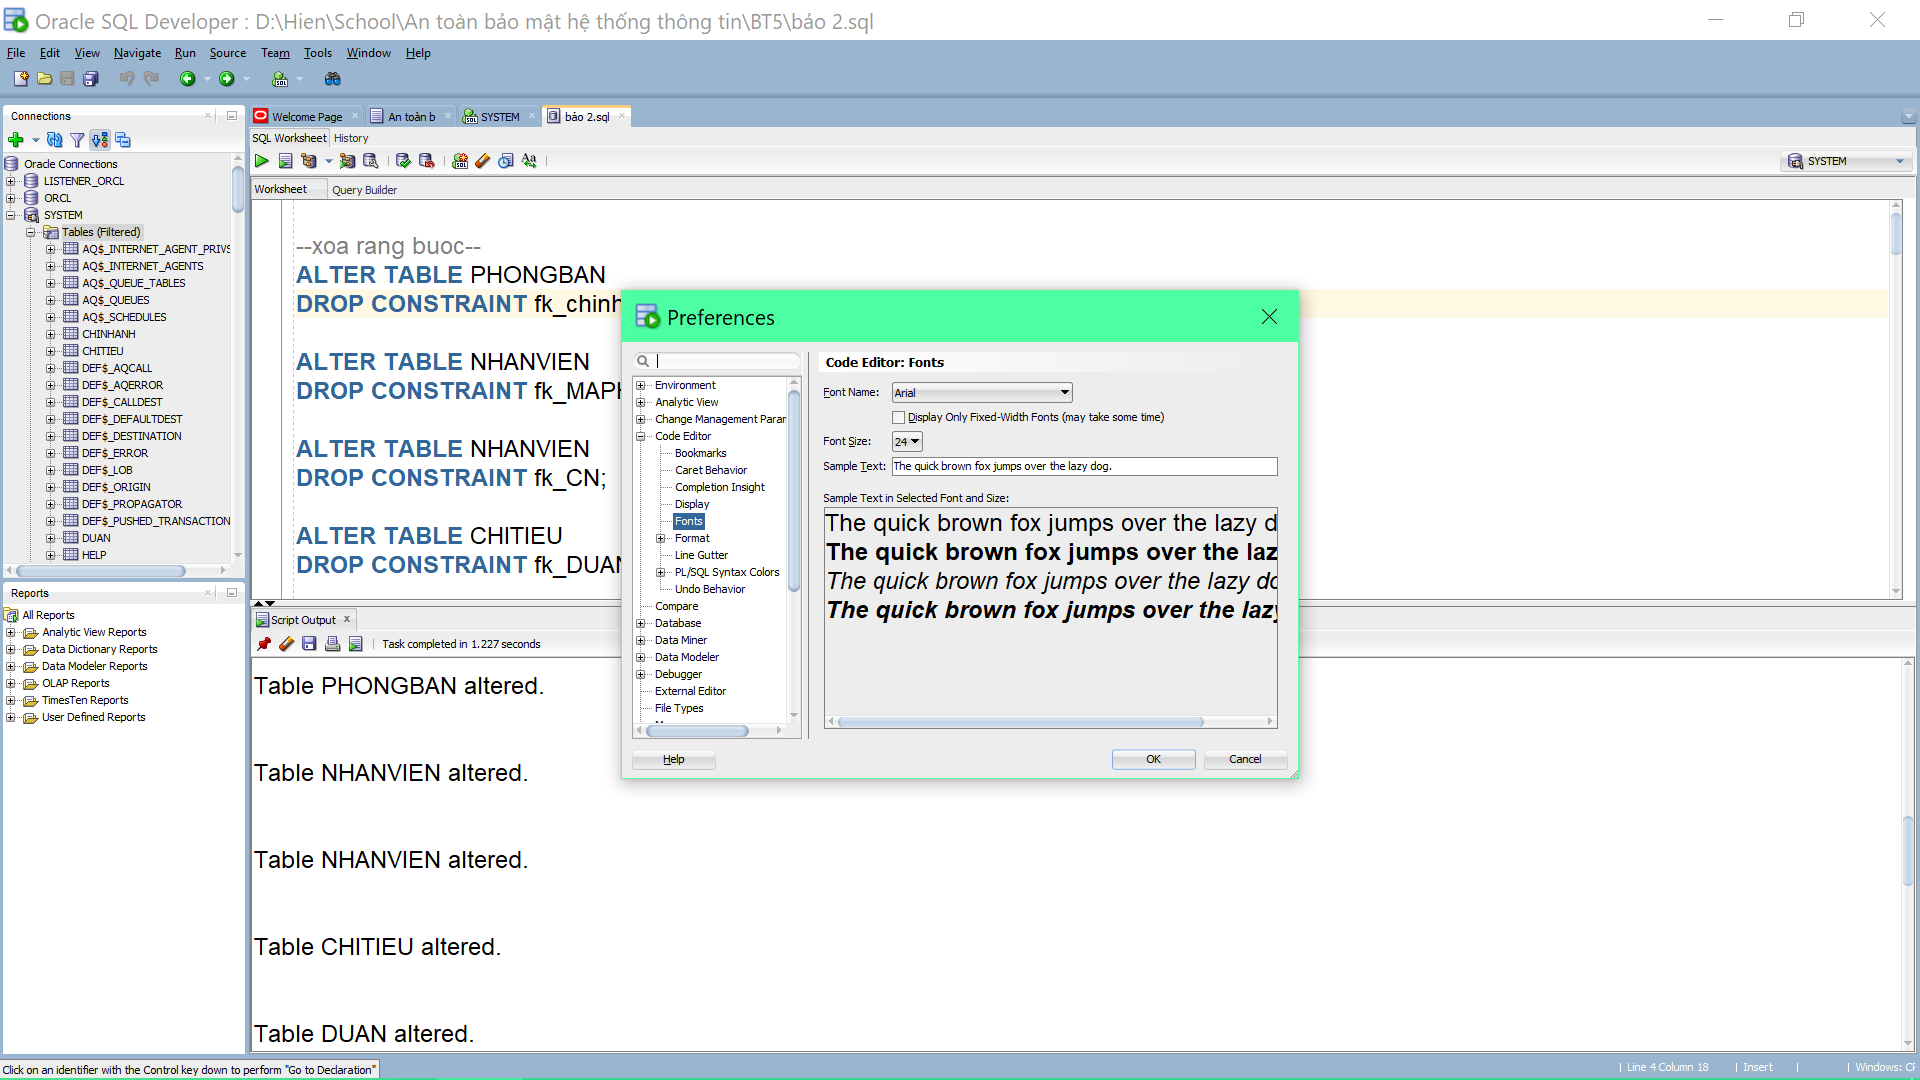 Oracle SQL Developer : D:\Hien\School\An toàn bảo mật hệ thống thông tin\BT5\bảo 2.sql
File Edit View Navigate Run Source Team Tools Window Help
Connections
Oracle Connections
LISTENER_ORCL
ORCL
SYSTEM
Tables (Filtered)
AQ$_INTERNET_AGENT_PRIVS
AQ$_INTERNET_AGENTS
AQ$_QUEUE_TABLES
AQ$_QUEUES
AQ$_SCHEDULES
CHINHANH
CHITIEU
DEF$_AQCALL
DEF$_AQERROR
DEF$_CALLDEST
DEF$_DEFAULTDEST
DEF$_DESTINATION
DEF$_ERROR
DEF$_LOB
DEF$_ORIGIN
DEF$_PROPAGATOR
DEF$_PUSHED_TRANSACTION
DUAN
HELP
Reports
All Reports
Analytic View Reports
Data Dictionary Reports
Data Modeler Reports
OLAP Reports
TimesTen Reports
User Defined Reports
Welcome Page An toàn b SYSTEM bảo 2.sql
SQL Worksheet History
SYSTEM
Worksheet Query Builder
--xoa rang buoc--
ALTER TABLE PHONGBAN
DROP CONSTRAINT fk_chinh
ALTER TABLE NHANVIEN
DROP CONSTRAINT fk_MAPH
ALTER TABLE NHANVIEN
DROP CONSTRAINT fk_CN;
ALTER TABLE CHITIEU
DROP CONSTRAINT fk_DUAN
Script Output
Task completed in 1.227 seconds
Table PHONGBAN altered.
Table NHANVIEN altered.
Table NHANVIEN altered.
Table CHITIEU altered.
Table DUAN altered.
Preferences
Environment
Analytic View
Change Management Parar
Code Editor
Bookmarks
Caret Behavior
Completion Insight
Display
Fonts
Format
Line Gutter
PL/SQL Syntax Colors
Undo Behavior
Compare
Database
Data Miner
Data Modeler
Debugger
External Editor
File Types
Code Editor: Fonts
Font Name: Arial
Display Only Fixed-Width Fonts (may take some time)
Font Size: 24
Sample Text: The quick brown fox jumps over the lazy dog.
Sample Text in Selected Font and Size:
The quick brown fox jumps over the lazy d
The quick brown fox jumps over the laz
The quick brown fox jumps over the lazy do
The quick brown fox jumps over the lazy
Help OK Cancel
Click on an identifier with the Control key down to perform "Go to Declaration"
Line 4 Column 18 Insert Windows: CF